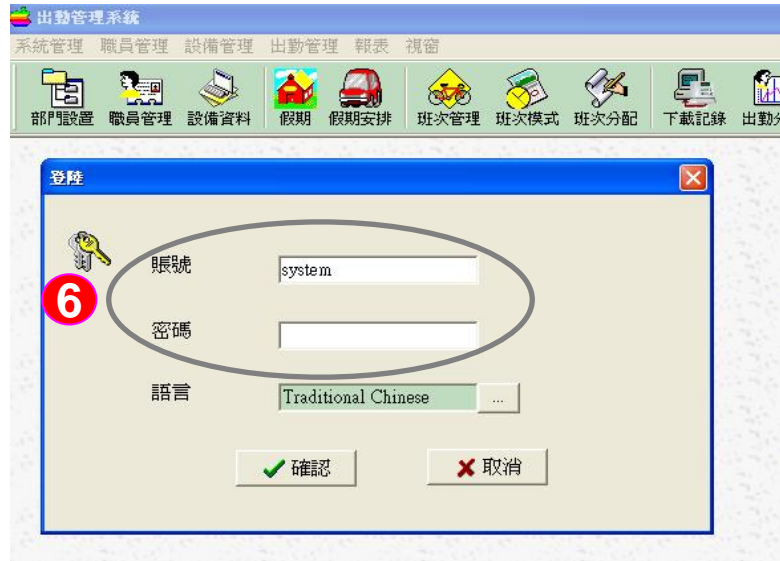 出勤管理系統
系統管理 職員管理 設備管理 出勤管理 報表 視窗
部門設置 職員管理 設備資料 假期 假期安排 班次管理 班次模式 班次分配 下載記錄 出勤
登陸
賬號 system
6
密碼
語言 Traditional Chinese ...
確認 取消